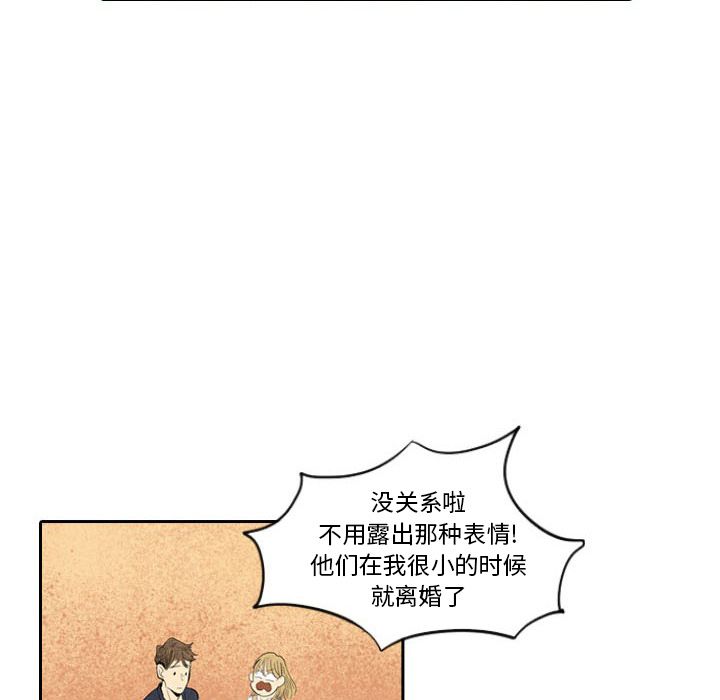 没关系啦
不用露出那种表情!
他们在我很小的时候
就离婚了